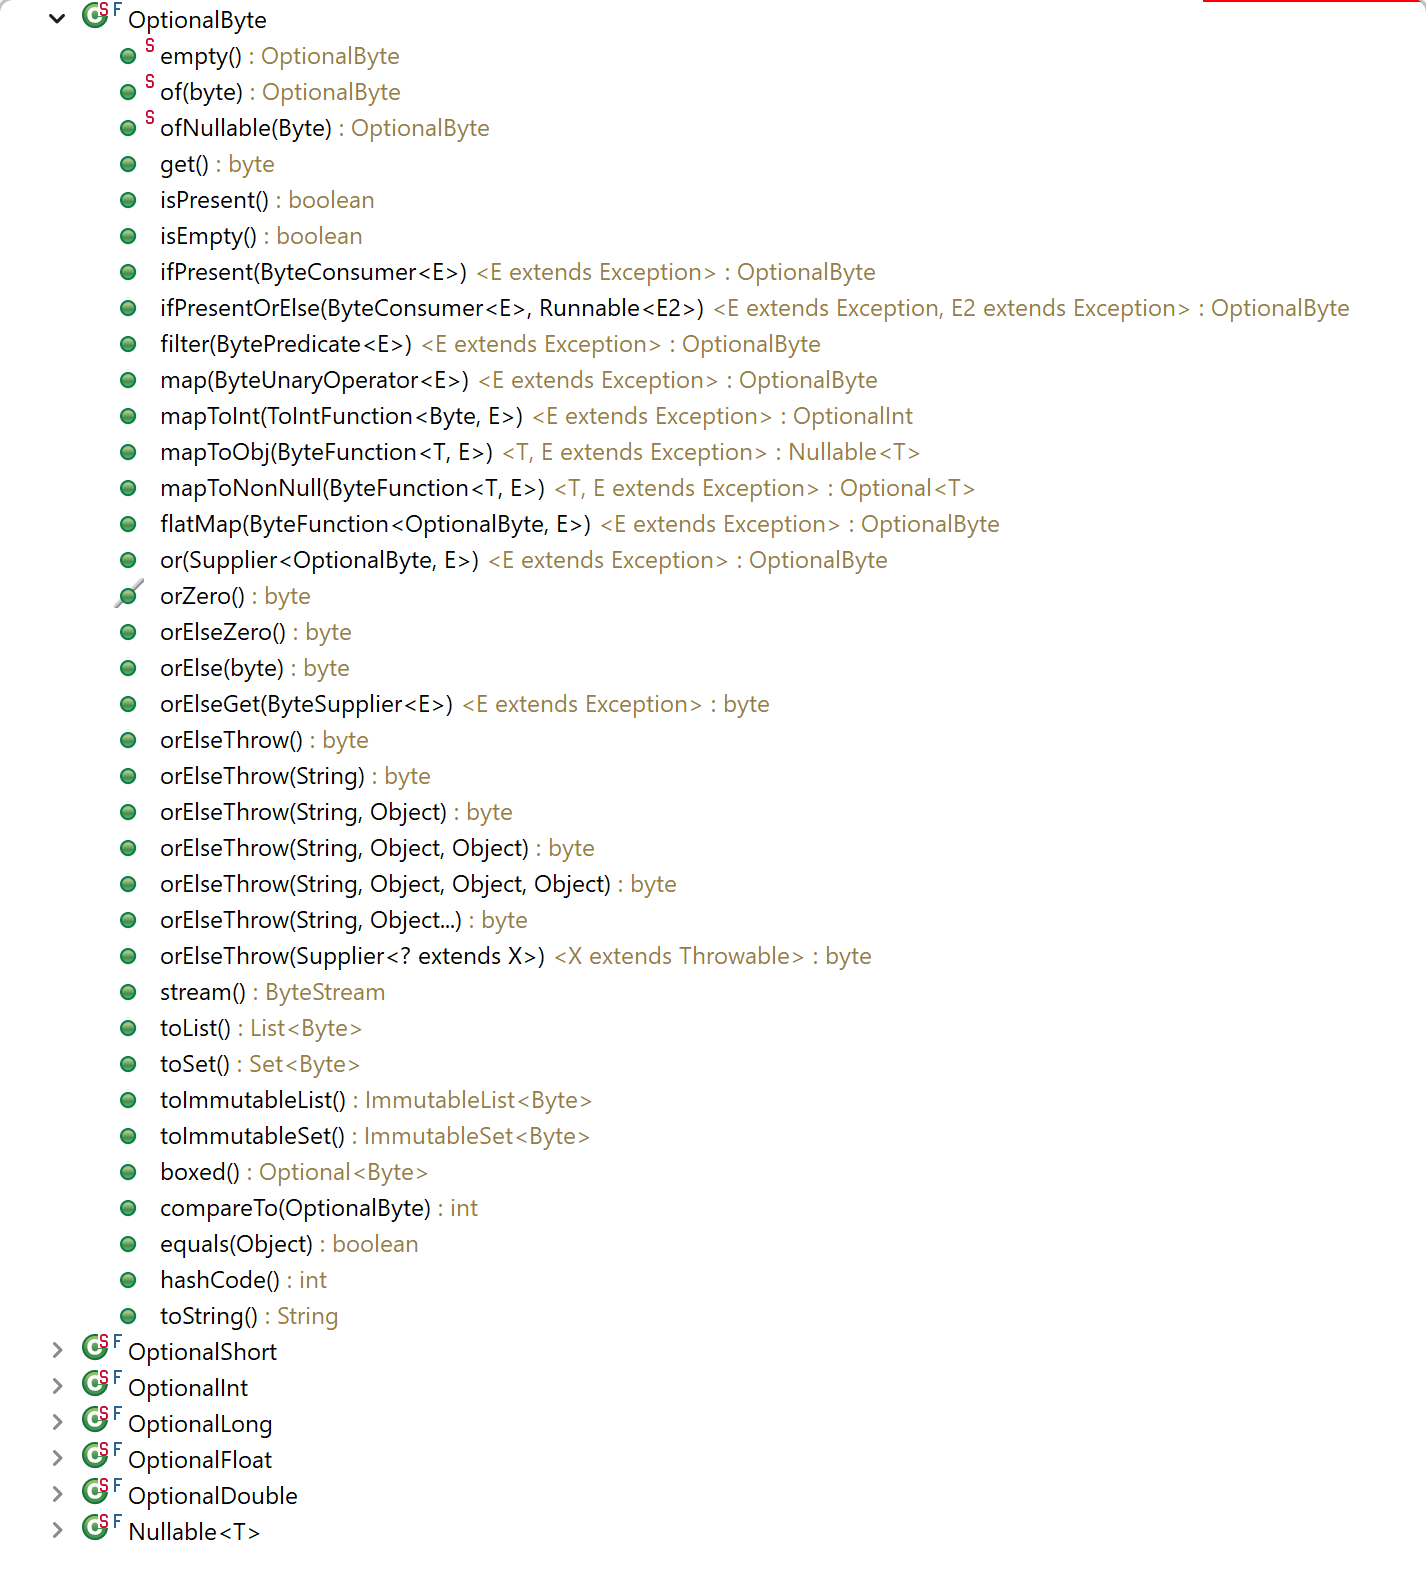 OptionalByte
empty() : OptionalByte
of(byte) : OptionalByte
ofNullable(Byte) : OptionalByte
get() : byte
isPresent() : boolean
isEmpty() : boolean
ifPresent(ByteConsumer<E>) <E extends Exception> : OptionalByte
ifPresentOrElse(ByteConsumer<E>, Runnable<E2>) <E extends Exception, E2 extends Exception> : OptionalByte
filter(BytePredicate<E>) <E extends Exception> : OptionalByte
map(ByteUnaryOperator<E>) <E extends Exception> : OptionalByte
mapToInt(ToIntFunction<Byte, E>) <E extends Exception> : OptionalInt
mapToObj(ByteFunction<T, E>) <T, E extends Exception> : Nullable<T>
mapToNonNull(ByteFunction<T, E>) <T, E extends Exception> : Optional<T>
flatMap(ByteFunction<OptionalByte, E>) <E extends Exception> : OptionalByte
or(Supplier<OptionalByte, E>) <E extends Exception> : OptionalByte
orZero() : byte
orElseZero() : byte
orElse(byte) : byte
orElseGet(ByteSupplier<E>) <E extends Exception> : byte
orElseThrow() : byte
orElseThrow(String) : byte
orElseThrow(String, Object) : byte
orElseThrow(String, Object, Object) : byte
orElseThrow(String, Object, Object, Object) : byte
orElseThrow(String, Object...) : byte
orElseThrow(Supplier<? extends X>) <X extends Throwable> : byte
stream() : ByteStream
toList() : List<Byte>
toSet() : Set<Byte>
toImmutableList() : ImmutableList<Byte>
toImmutableSet() : ImmutableSet<Byte>
boxed() : Optional<Byte>
compareTo(OptionalByte) : int
equals(Object) : boolean
hashCode() : int
toString() : String
OptionalShort
OptionalInt
OptionalLong
OptionalFloat
OptionalDouble
Nullable<T>